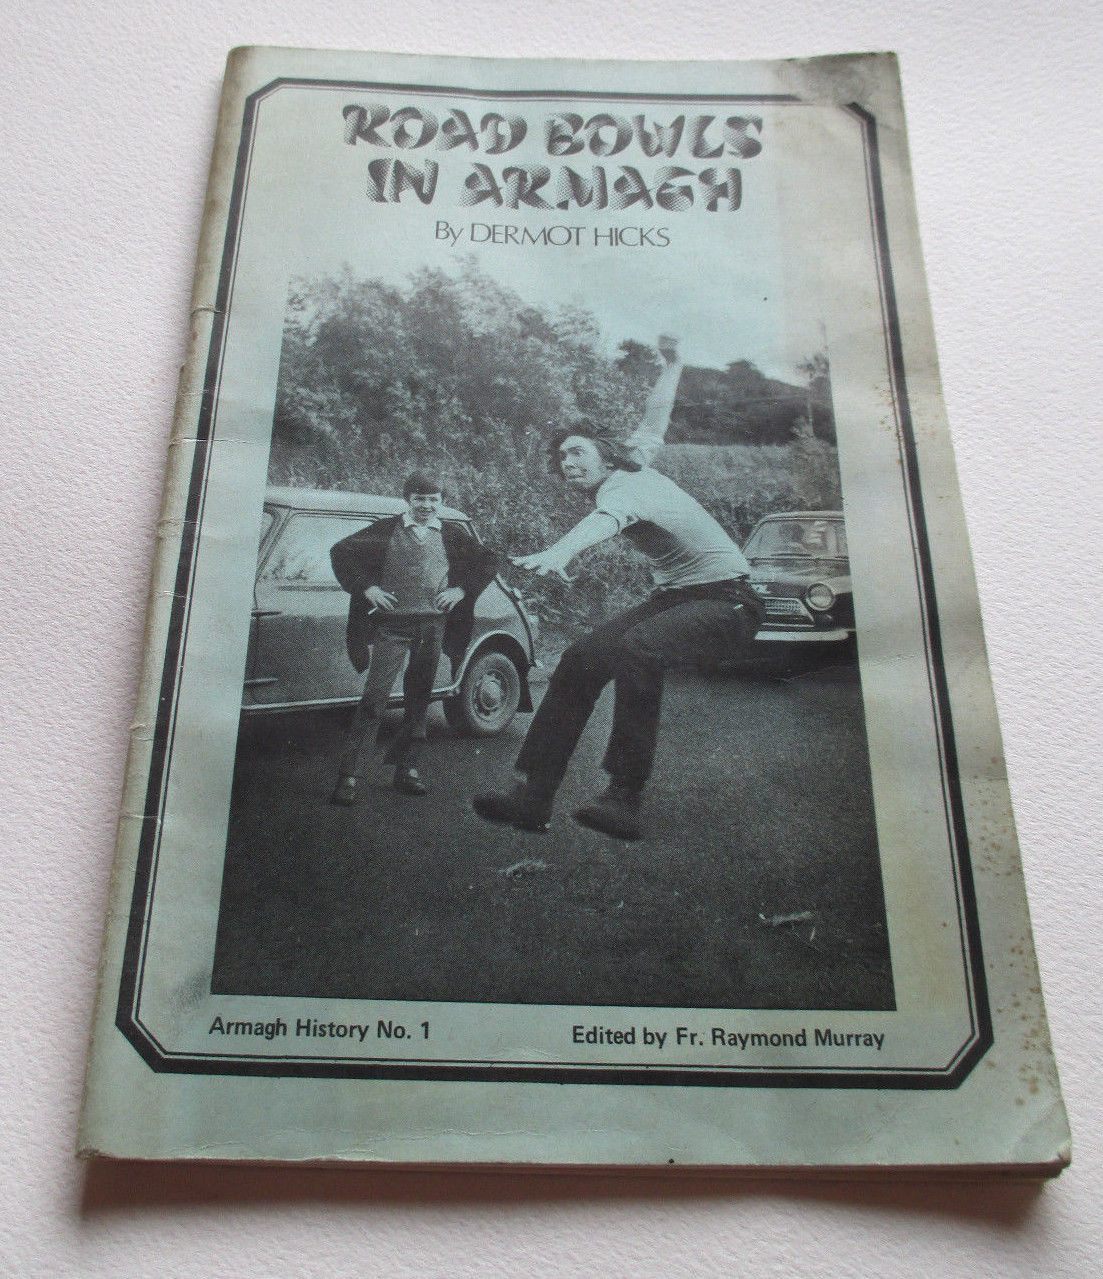 ROAD BOWLS
IN ARMAGH
By DERMOT HICKS
Armagh History No. 1
Edited by Fr. Raymond Murray